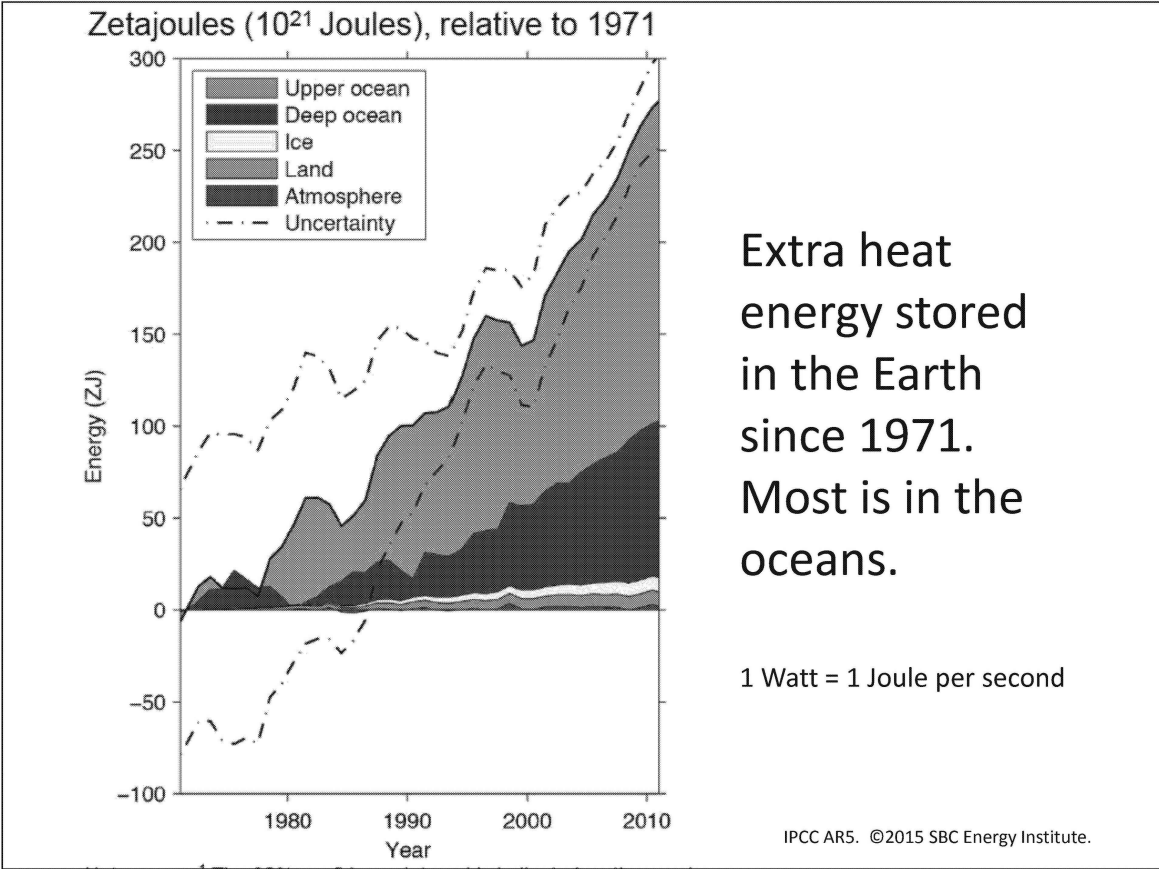 Zetajoules (10²¹ Joules), relative to 1971
300
250
200
150
100
50
0
−50
−100
Energy (ZJ)
Upper ocean
Deep ocean
Ice
Land
Atmosphere
Uncertainty
1980
1990
2000
2010
Year
Extra heat
energy stored
in the Earth
since 1971.
Most is in the
oceans.
1 Watt = 1 Joule per second
IPCC AR5. ©2015 SBC Energy Institute.